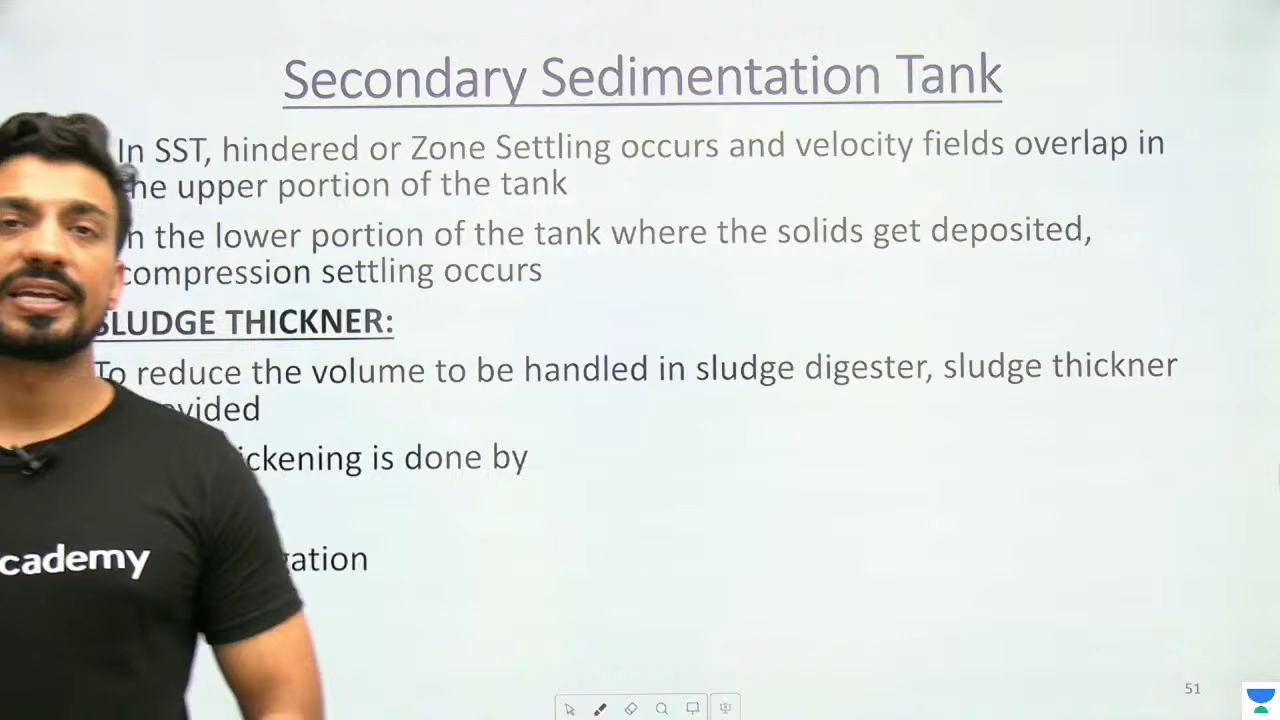 Secondary Sedimentation Tank
In SST, hindered or Zone Settling occurs and velocity fields overlap in
the upper portion of the tank
the lower portion of the tank where the solids get deposited,
compression settling occurs
SLUDGE THICKNER:
To reduce the volume to be handled in sludge digester, sludge thickner
ickening is done by
gation
cademy
51